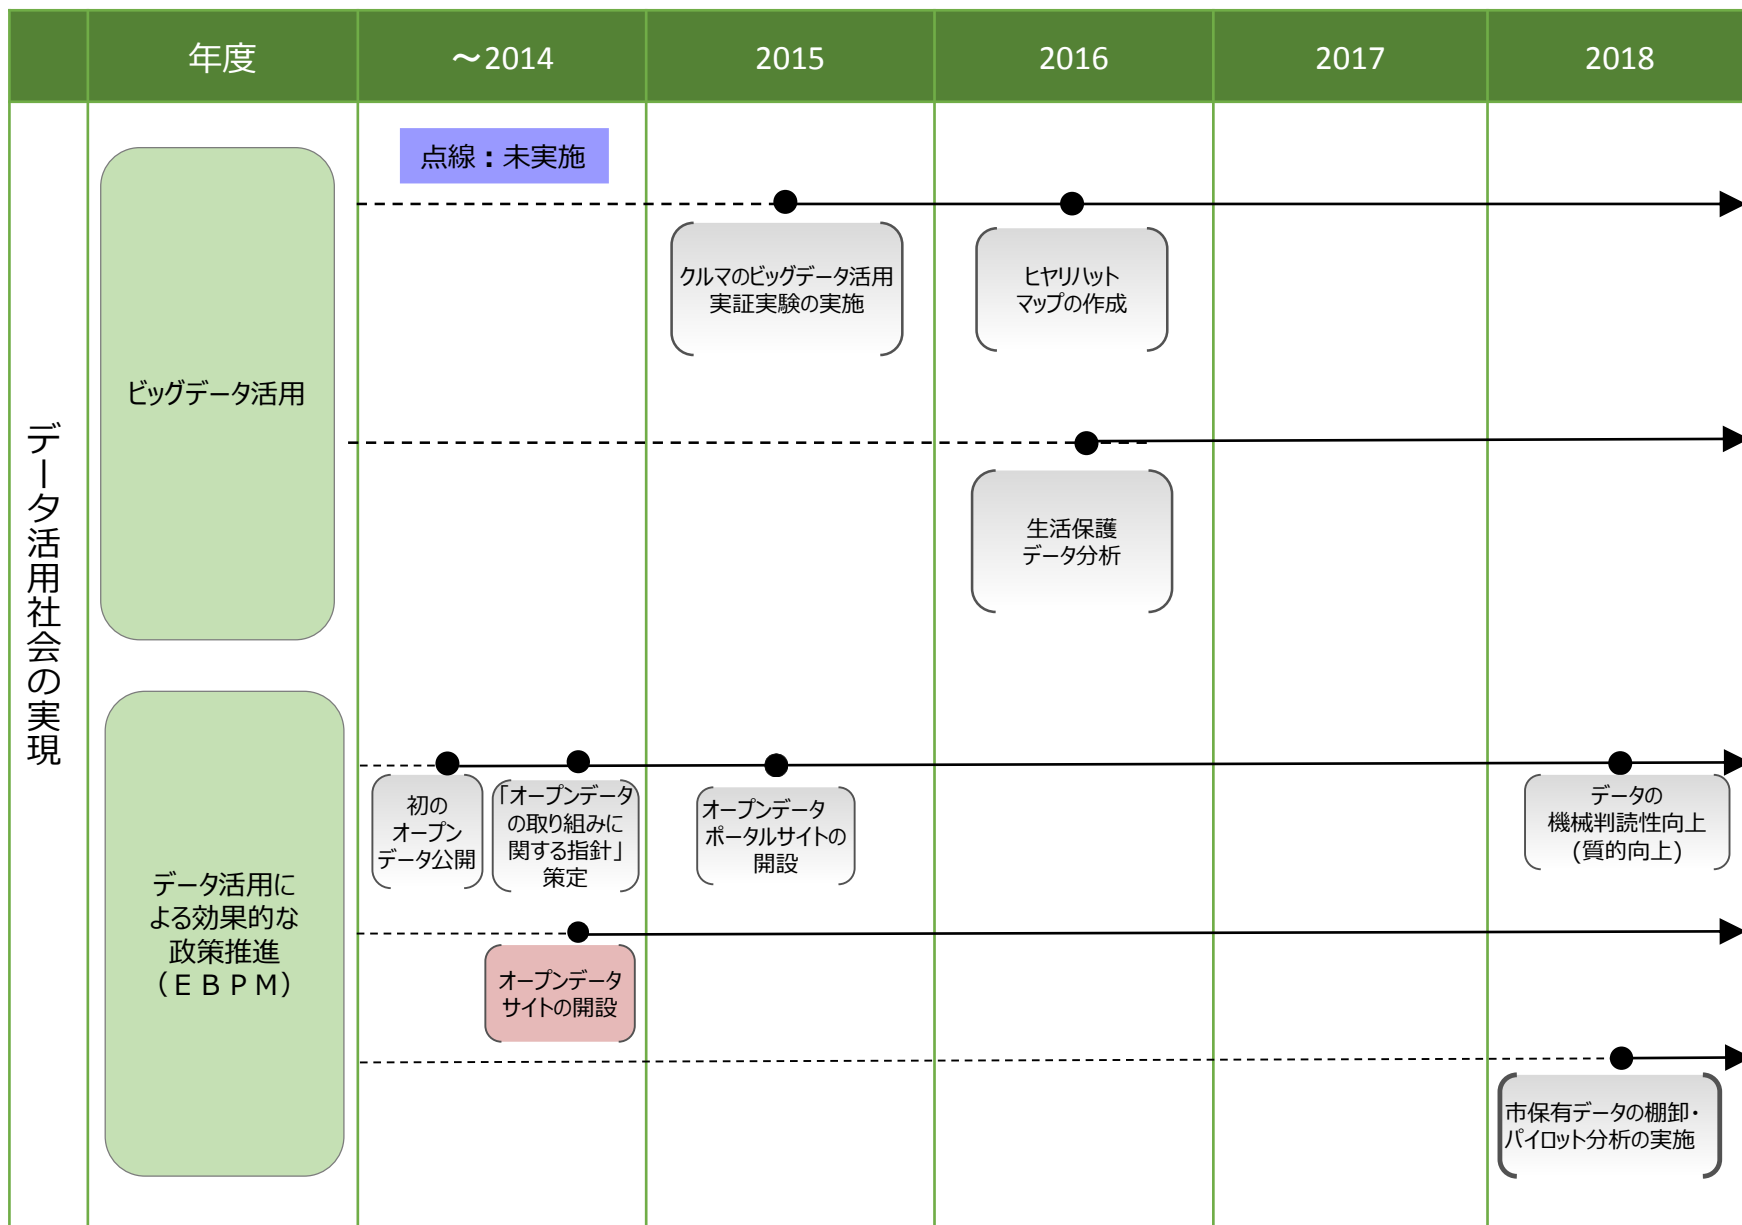 年度
～2014
2015
2016
2017
2018
データ活用社会の実現
点線：未実施
ビッグデータ活用
クルマのビッグデータ活用
実証実験の実施
ヒヤリハット
マップの作成
生活保護
データ分析
データ活用に
よる効果的な
政策推進
（ＥＢＰＭ）
初の
オープン
データ公開
「オープンデータ
の取り組みに
関する指針」
策定
オープンデータ
ポータルサイトの
開設
データの
機械判読性向上
(質的向上)
オープンデータ
サイトの開設
市保有データの棚卸・
パイロット分析の実施